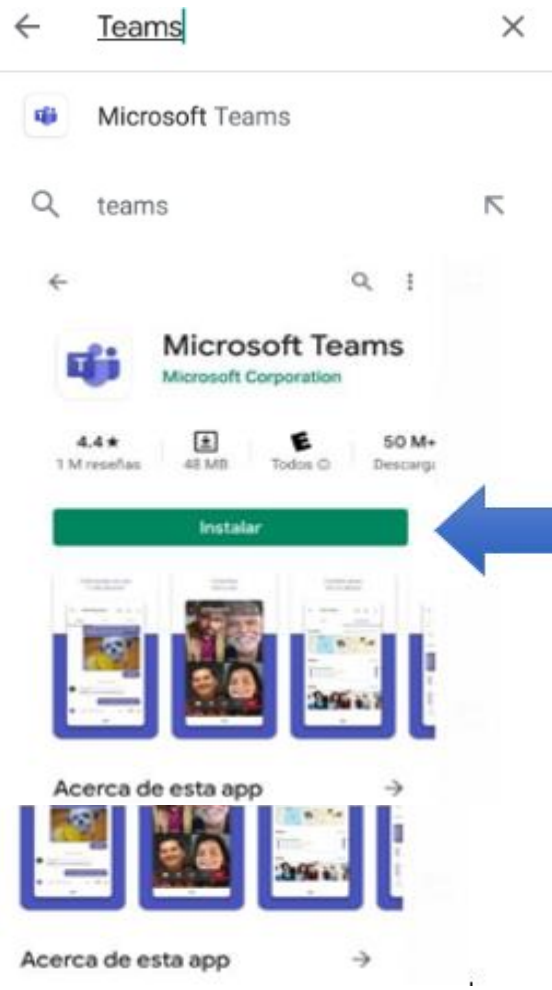 Teams
Microsoft Teams
teams
Microsoft Teams
Microsoft Corporation
4.4★
1 M reseñas
48 MB
Todos
50 M+
Descarga
Instalar
Acerca de esta app
Acerca de esta app